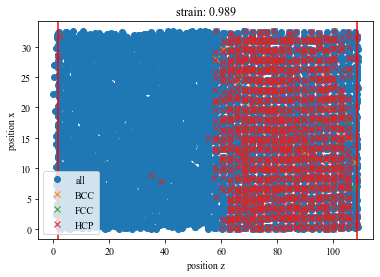 strain: 0.989
position x
30
25
20
15
10
5
0
all
BCC
FCC
HCP
0 20 40 60 80 100
position z